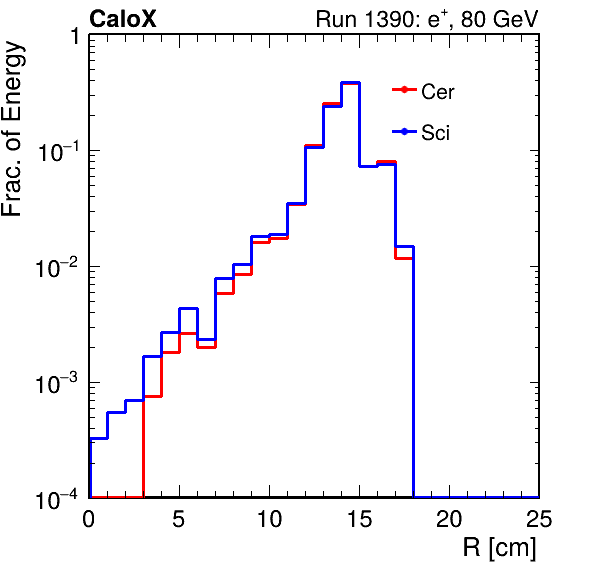 CaloX Run 1390: e⁺, 80 GeV
Frac. of Energy
1
10⁻¹
10⁻²
10⁻³
10⁻⁴
Cer
Sci
0 5 10 15 20 25
R [cm]